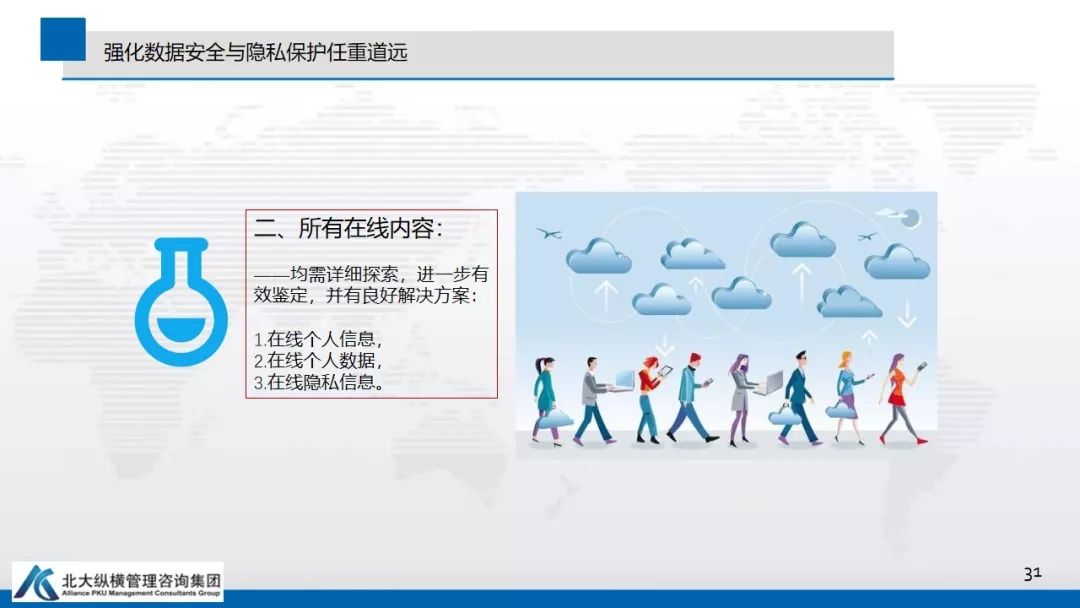 强化数据安全与隐私保护任重道远
二、所有在线内容：
——均需详细探索，进一步有
效鉴定，并有良好解决方案：
1.在线个人信息，
2.在线个人数据，
3.在线隐私信息。
北大纵横管理咨询集团
Alliance PKU Management Consultants Group
31